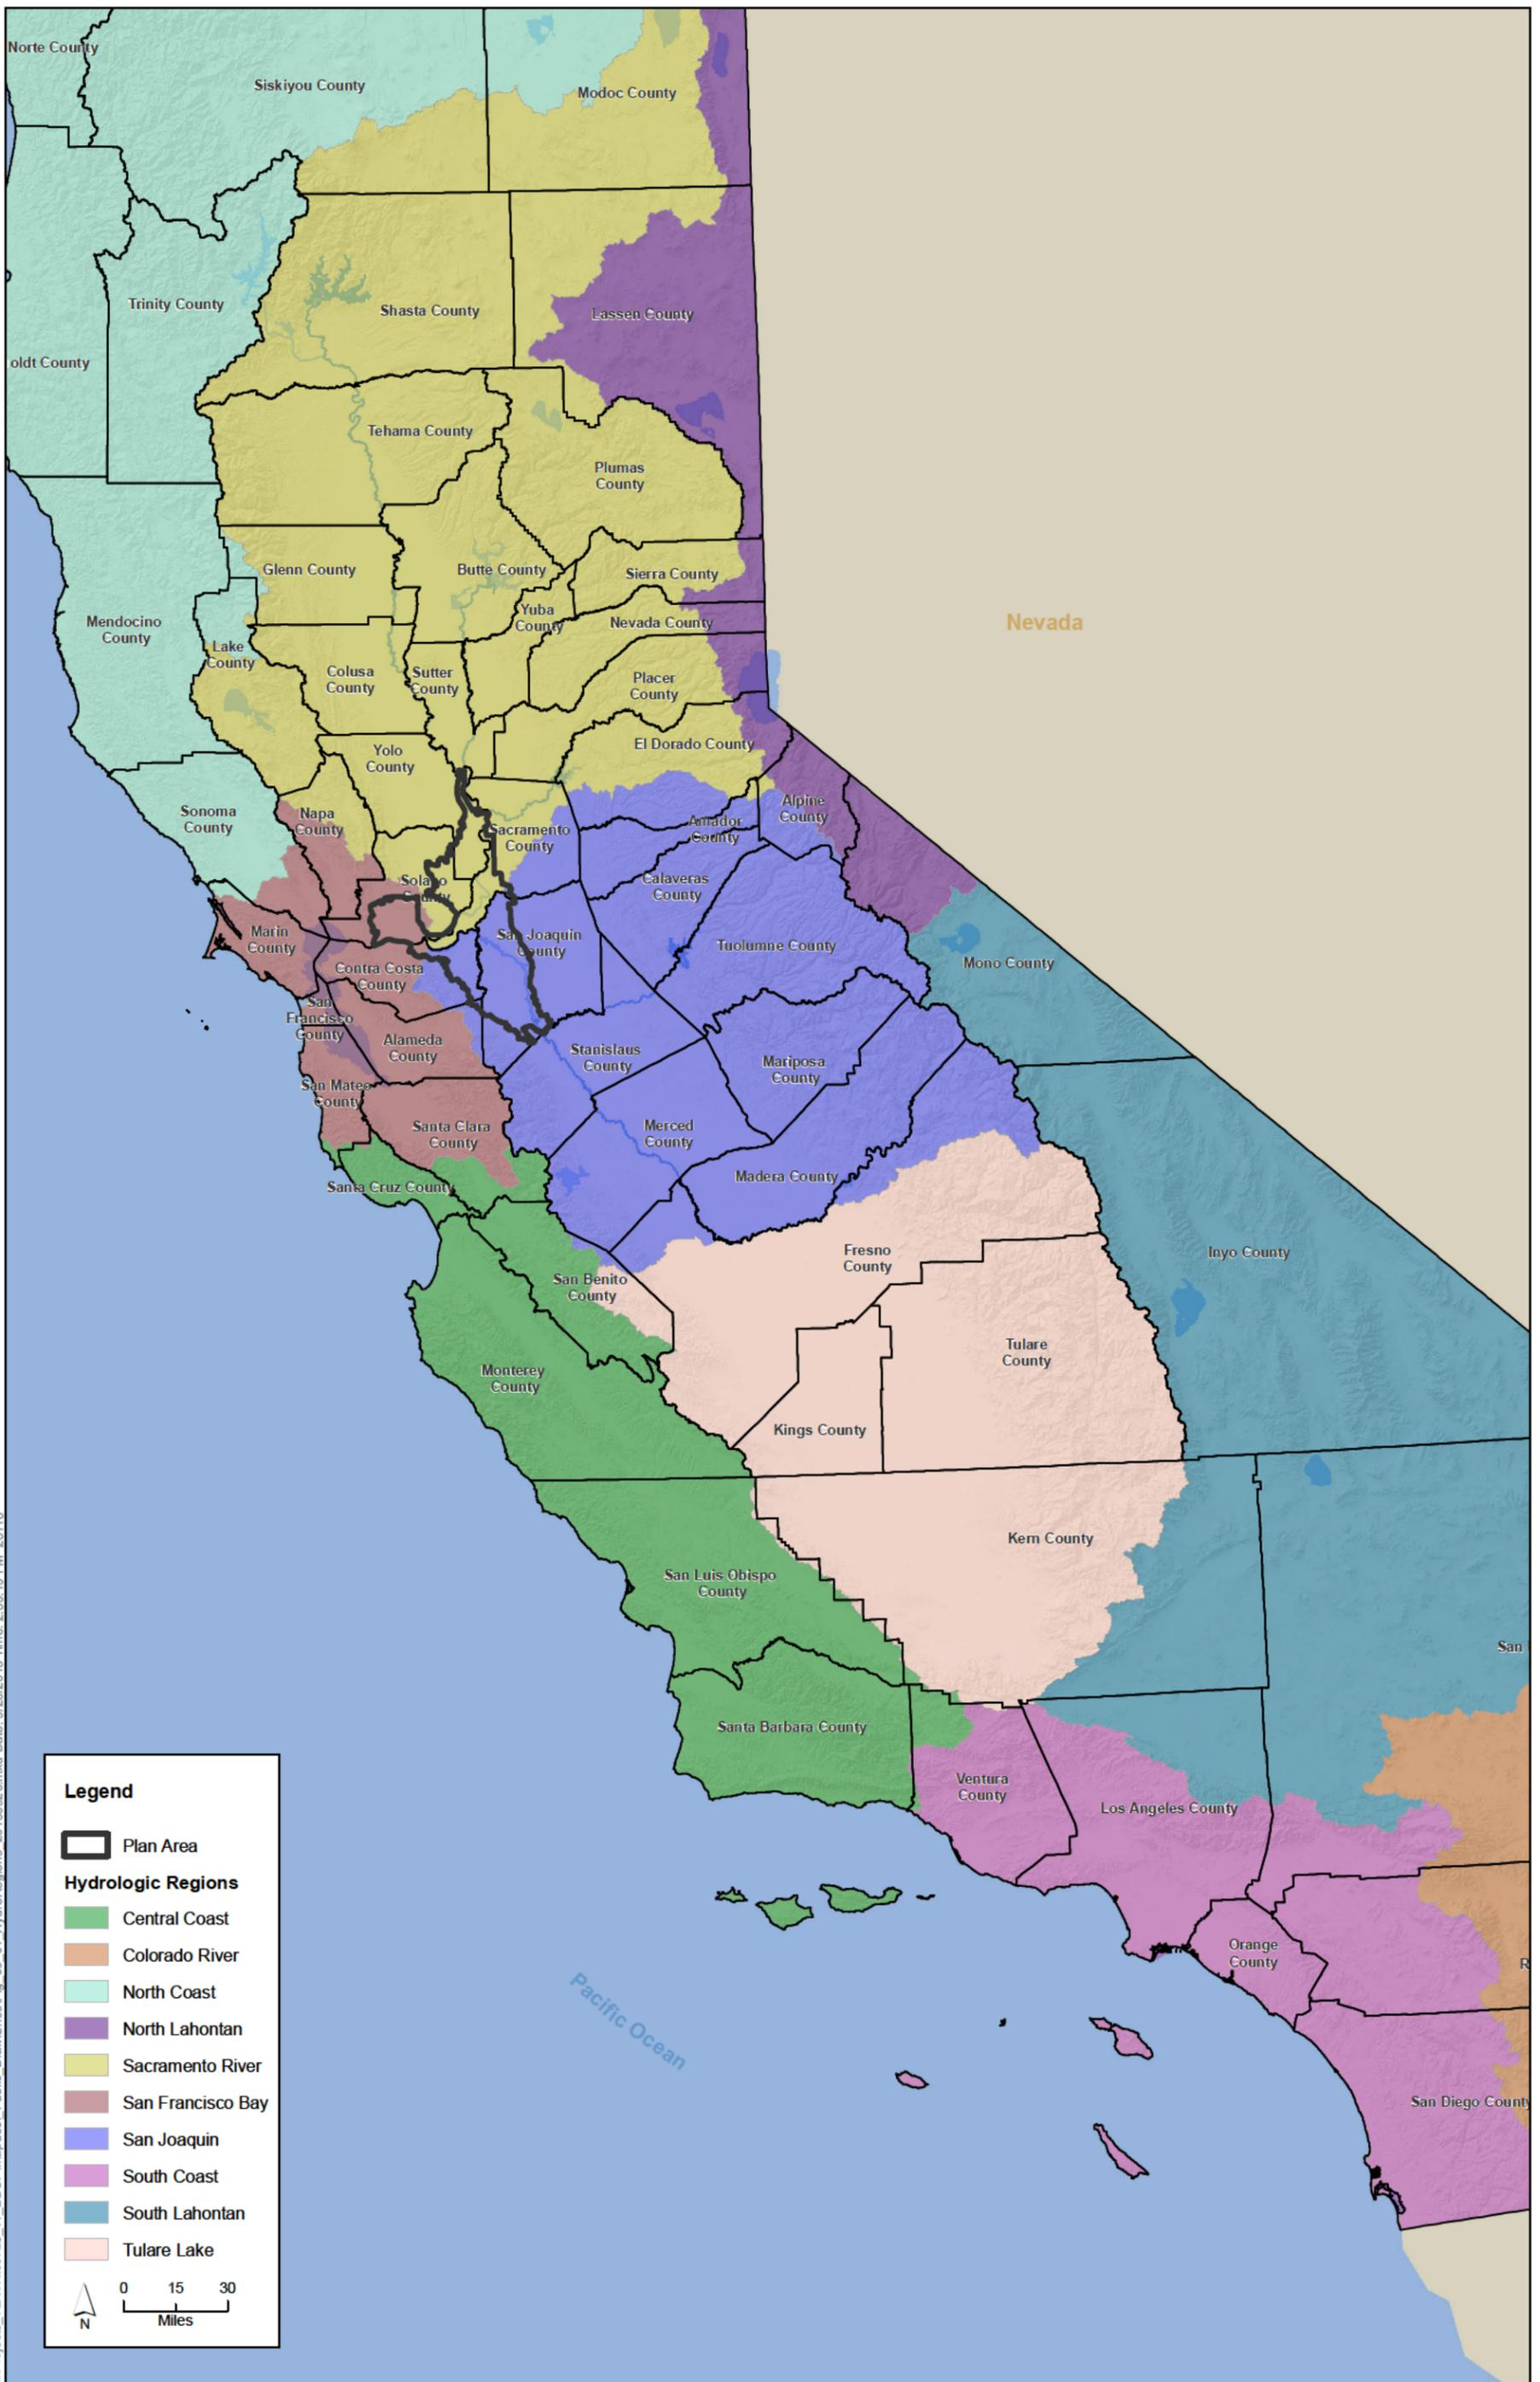 Norte County
Siskiyou County
Modoc County
Trinity County
Shasta County
Lassen County
oldt County
Tehama County
Plumas
County
Glenn County
Butte County
Sierra County
Yuba
County
Nevada County
Mendocino
County
Lake
County
Colusa
County
Sutter
County
Placer
County
Nevada
Yolo
County
El Dorado County
Sonoma
County
Napa
County
Sacramento
County
Amador
County
Alpine
County
Solano
County
Calaveras
County
Marin
County
San Joaquin
County
Tuolumne County
Mono County
Contra Costa
County
San
Francisco
County
Alameda
County
Stanislaus
County
Mariposa
County
San Mateo
County
Santa Clara
County
Merced
County
Madera County
Santa Cruz County
Fresno
County
Inyo County
San Benito
County
Tulare
County
Monterey
County
Kings County
Kern County
San Luis Obispo
County
San
Santa Barbara County
Ventura
County
Los Angeles County
Orange
County
R
San Diego County
Pacific Ocean
Legend
Plan Area
Hydrologic Regions
Central Coast
Colorado River
North Coast
North Lahontan
Sacramento River
San Francisco Bay
San Joaquin
South Coast
South Lahontan
Tulare Lake
N
0 15 30
Miles